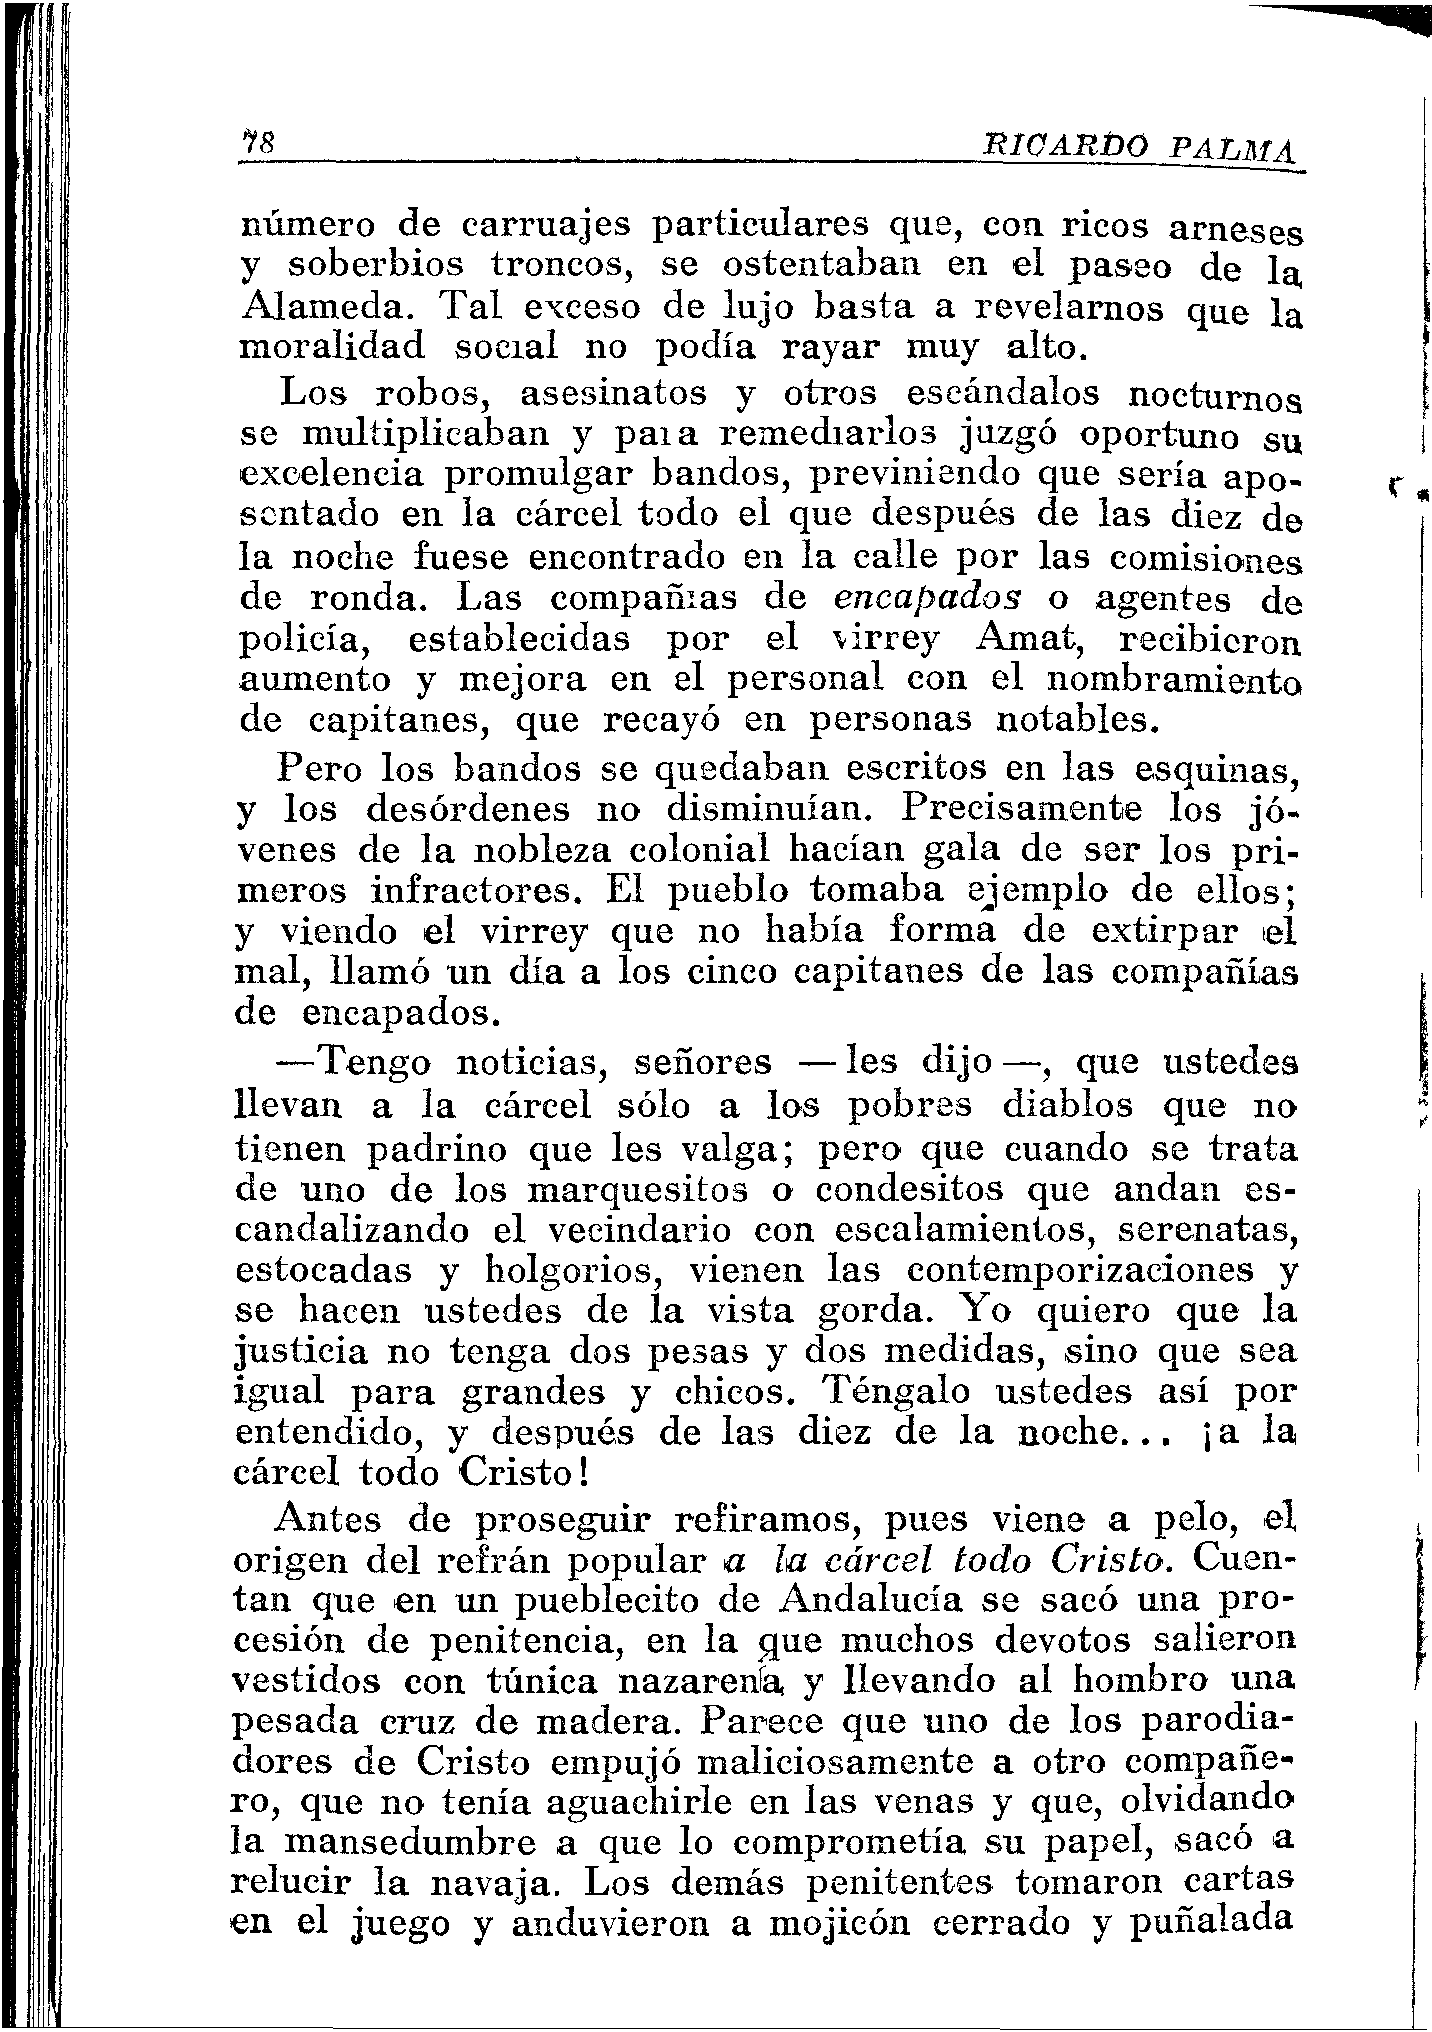 78 RICARDO PALMA
número de carruajes particulares que, con ricos arneses
y soberbios troncos, se ostentaban en el paseo de la
Alameda. Tal exceso de lujo basta a revelarnos que la
moralidad social no podía rayar muy alto.
Los robos, asesinatos y otros escándalos nocturnos
se multiplicaban y para remediarlos juzgó oportuno su
excelencia promulgar bandos, previniendo que sería apo-
sentado en la cárcel todo el que después de las diez de
la noche fuese encontrado en la calle por las comisiones
de ronda. Las compañías de encapados o agentes de
policía, establecidas por el virrey Amat, recibieron
aumento y mejora en el personal con el nombramiento
de capitanes, que recayó en personas notables.
Pero los bandos se quedaban escritos en las esquinas,
y los desórdenes no disminuían. Precisamente los jó-
venes de la nobleza colonial hacían gala de ser los pri-
meros infractores. El pueblo tomaba ejemplo de ellos;
y viendo el virrey que no había forma de extirpar el
mal, llamó un día a los cinco capitanes de las compañías
de encapados.
—Tengo noticias, señores —les dijo—, que ustedes
llevan a la cárcel sólo a los pobres diablos que no
tienen padrino que les valga; pero que cuando se trata
de uno de los marquesitos o condesitos que andan es-
candalizando el vecindario con escalamientos, serenatas,
estocadas y holgorios, vienen las contemporizaciones y
se hacen ustedes de la vista gorda. Yo quiero que la
justicia no tenga dos pesas y dos medidas, sino que sea
igual para grandes y chicos. Téngalo ustedes así por
entendido, y después de las diez de la noche... ¡a la
cárcel todo Cristo!
Antes de proseguir refiramos, pues viene a pelo, el
origen del refrán popular a la cárcel todo Cristo. Cuen-
tan que en un pueblecito de Andalucía se sacó una pro-
cesión de penitencia, en la que muchos devotos salieron
vestidos con túnica nazarena y llevando al hombro una
pesada cruz de madera. Parece que uno de los parodia-
dores de Cristo empujó maliciosamente a otro compañe-
ro, que no tenía aguachirle en las venas y que, olvidando
la mansedumbre a que lo comprometía su papel, sacó a
relucir la navaja. Los demás penitentes tomaron cartas
en el juego y anduvieron a mojicón cerrado y puñalada